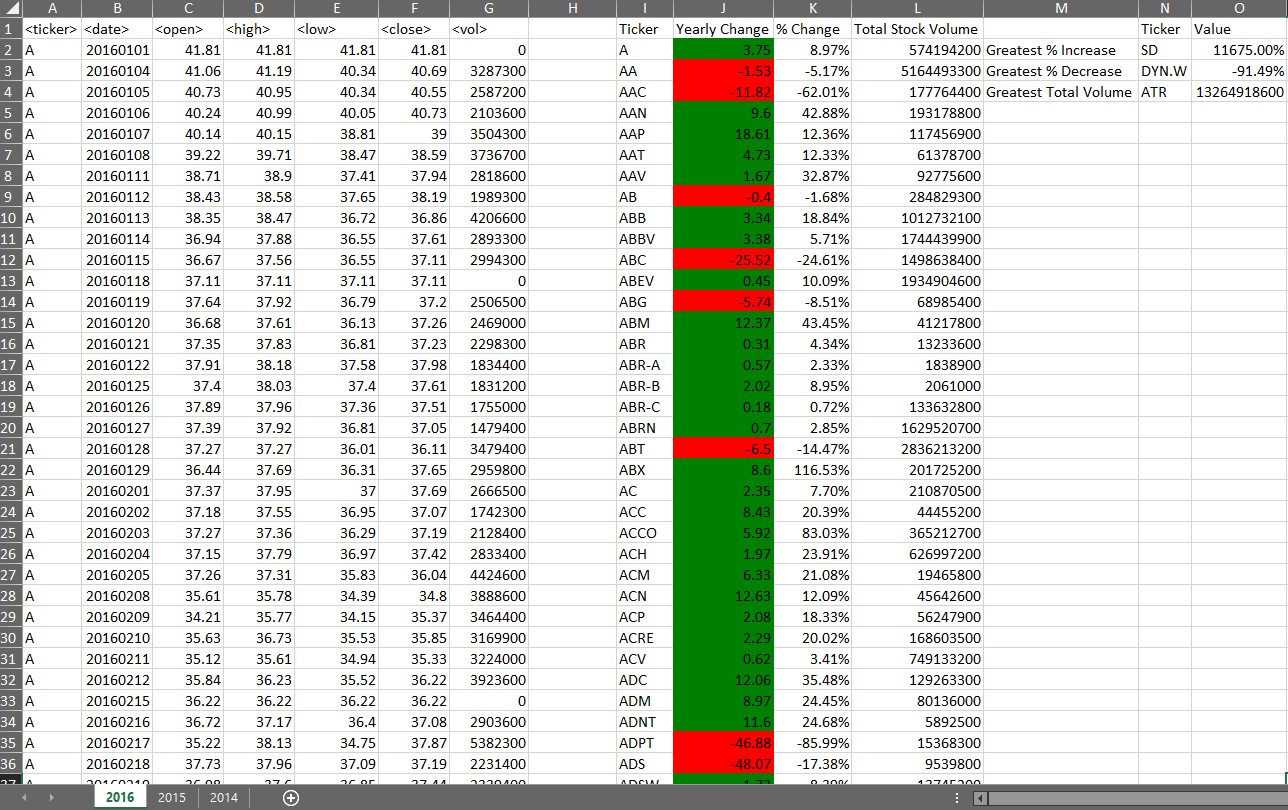 A B C D E F G H I J K L M N O
1 <ticker> <date> <open> <high> <low> <close> <vol> Ticker Yearly Change % Change Total Stock Volume Ticker Value
2 A 20160101 41.81 41.81 41.81 41.81 0 A 3.75 8.97% 574194200 Greatest % Increase SD 11675.00%
3 A 20160104 41.06 41.19 40.34 40.69 3287300 AA -1.53 -5.17% 5164493300 Greatest % Decrease DYN.W -91.49%
4 A 20160105 40.73 40.95 40.34 40.55 2587200 AAC -11.82 -62.01% 177764400 Greatest Total Volume ATR 13264918600
5 A 20160106 40.24 40.99 40.05 40.73 2103600 AAN 9.6 42.88% 193178800
6 A 20160107 40.14 40.15 38.81 39 3504300 AAP 18.61 12.36% 117456900
7 A 20160108 39.22 39.71 38.47 38.59 3736700 AAT 4.73 12.33% 61378700
8 A 20160111 38.71 38.9 37.41 37.94 2818600 AAV 1.67 32.87% 92775600
9 A 20160112 38.43 38.58 37.65 38.19 1989300 AB -0.4 -1.68% 284829300
10 A 20160113 38.35 38.47 36.72 36.86 4206600 ABB 3.34 18.84% 1012732100
11 A 20160114 36.94 37.88 36.55 37.61 2893300 ABBV 3.38 5.71% 1744439900
12 A 20160115 36.67 37.56 36.55 37.11 2994300 ABC -25.52 -24.61% 1498638400
13 A 20160118 37.11 37.11 37.11 37.11 0 ABEV 0.45 10.09% 1934904600
14 A 20160119 37.64 37.92 36.79 37.2 2506500 ABG -5.74 -8.51% 68985400
15 A 20160120 36.68 37.61 36.13 37.26 2469000 ABM 12.37 43.45% 41217800
16 A 20160121 37.35 37.83 36.81 37.23 2298300 ABR 0.31 4.34% 13233600
17 A 20160122 37.91 38.18 37.58 37.98 1834400 ABR-A 0.57 2.33% 1838900
18 A 20160125 37.4 38.03 37.4 37.61 1831200 ABR-B 2.02 8.95% 2061000
19 A 20160126 37.89 37.96 37.36 37.51 1755000 ABR-C 0.18 0.72% 133632800
20 A 20160127 37.39 37.92 36.81 37.05 1479400 ABRN 0.7 2.85% 1629520700
21 A 20160128 37.27 37.27 36.01 36.11 3479400 ABT -6.5 -14.47% 2836213200
22 A 20160129 36.44 37.69 36.31 37.65 2959800 ABX 8.6 116.53% 201725200
23 A 20160201 37.37 37.95 37 37.69 2666500 AC 2.35 7.70% 210870500
24 A 20160202 37.18 37.55 36.95 37.07 1742300 ACC 8.43 20.39% 44455200
25 A 20160203 37.27 37.36 36.29 37.19 2128400 ACCO 5.92 83.03% 365212700
26 A 20160204 37.15 37.79 36.97 37.42 2833400 ACH 1.97 23.91% 626997200
27 A 20160205 37.26 37.31 35.83 36.04 4424600 ACM 6.33 21.08% 19465800
28 A 20160208 35.61 35.78 34.39 34.8 3888600 ACN 12.63 12.09% 45642600
29 A 20160209 34.21 35.77 34.15 35.37 3464400 ACP 2.08 18.33% 56247900
30 A 20160210 35.63 36.73 35.53 35.85 3169900 ACRE 2.29 20.02% 168603500
31 A 20160211 35.12 35.61 34.94 35.33 3224000 ACV 0.62 3.41% 749133200
32 A 20160212 35.84 36.23 35.52 36.22 3923600 ADC 12.06 35.48% 129263300
33 A 20160215 36.22 36.22 36.22 36.22 0 ADM 8.97 24.45% 80136000
34 A 20160216 36.72 37.17 36.4 37.08 2903600 ADNT 11.6 24.68% 5892500
35 A 20160217 35.22 38.13 34.75 37.87 5382300 ADPT -46.88 -85.99% 15368300
36 A 20160218 37.73 37.96 37.09 37.19 2231400 ADS -48.07 -17.38% 9539800
2016 2015 2014